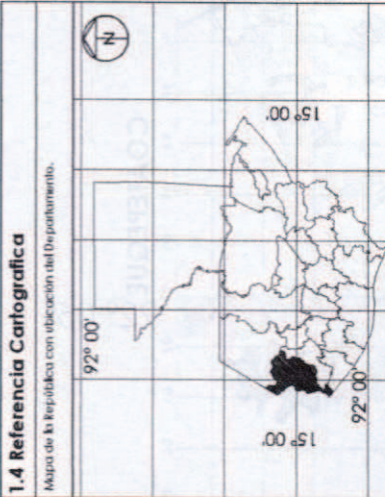 1.4 Referencia Cartografica
Mapa de la República con ubicación del Departamento.
N
92° 00'
15° 00'
15° 00'
92° 00'